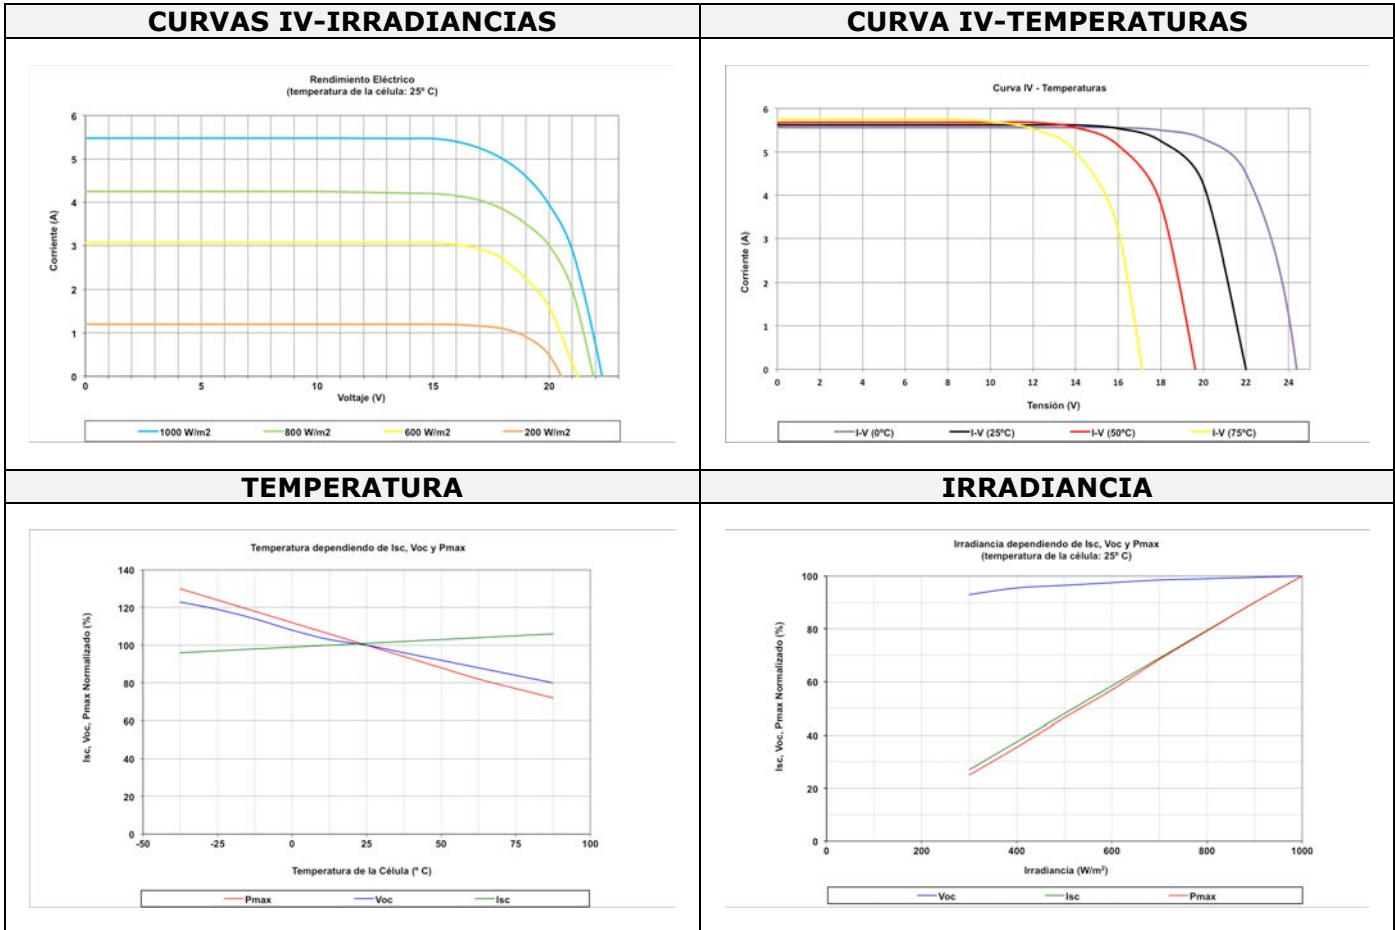 CURVAS IV-IRRADIANCIAS
CURVA IV-TEMPERATURAS
Rendimiento Eléctrico
(temperatura de la célula: 25º C)
6
5
4
3
2
1
0
Corriente (A)
0 5 10 15 20
Voltaje (V)
1000 W/m2 800 W/m2 600 W/m2 200 W/m2
Curva IV - Temperaturas
6
5
4
3
2
1
0
Corriente (A)
0 2 4 6 8 10 12 14 16 18 20 22 24
Tensión (V)
I-V (0ºC) I-V (25ºC) I-V (50ºC) I-V (75ºC)
TEMPERATURA
IRRADIANCIA
Temperatura dependiendo de Isc, Voc y Pmax
140
120
100
80
60
40
20
0
Isc, Voc, Pmax Normalizado (%)
-50 -25 0 25 50 75 100
Temperatura de la Célula (º C)
Pmax Voc Isc
Irradiancia dependiendo de Isc, Voc y Pmax
(temperatura de la célula: 25º C)
100
80
60
40
20
0
Isc, Voc, Pmax Normalizado (%)
0 200 400 600 800 1000
Irradiancia (W/m²)
Voc Isc Pmax